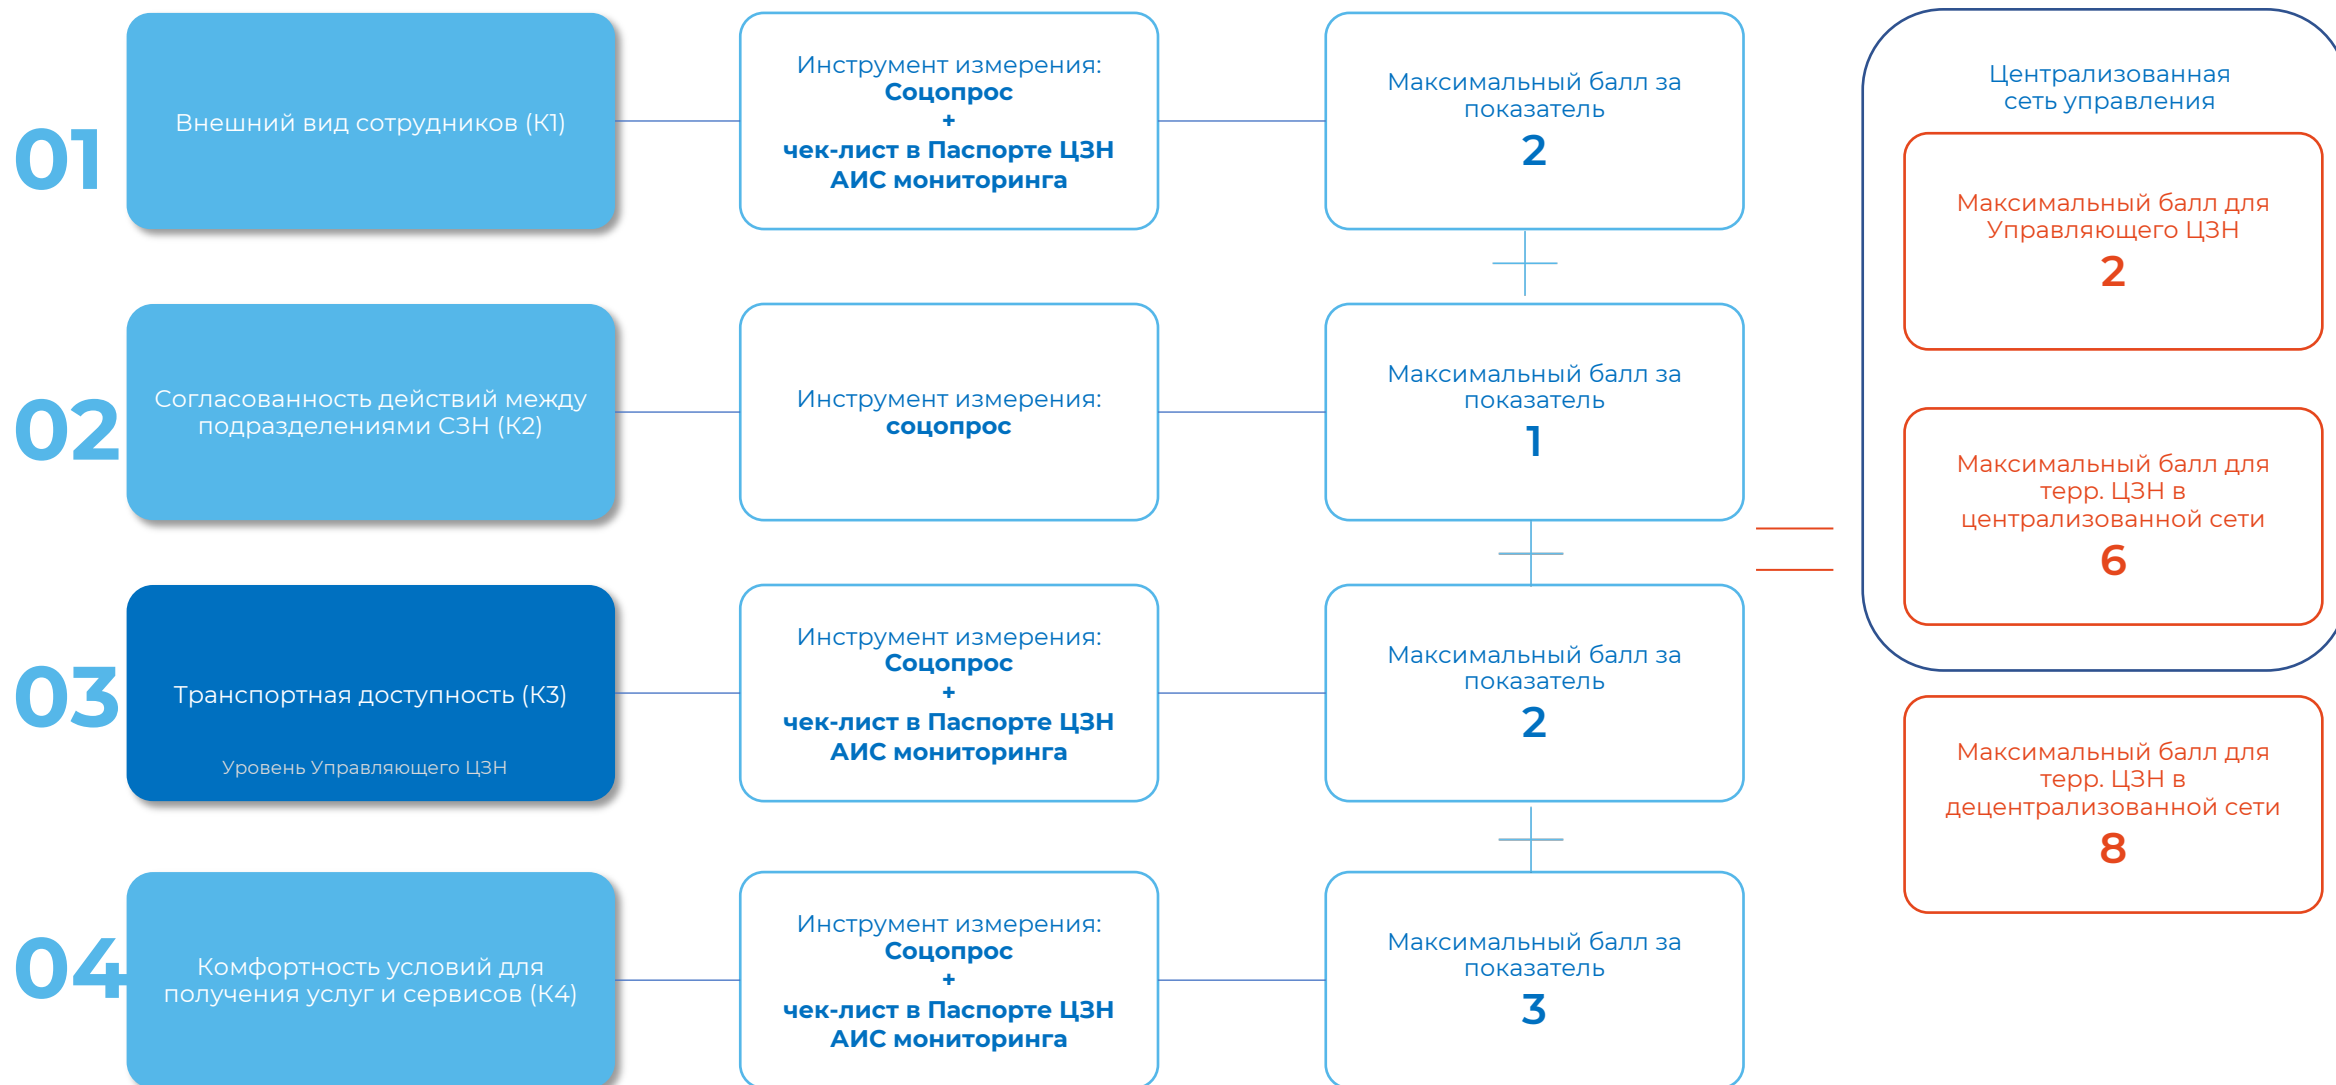 01
Внешний вид сотрудников (К1)
Инструмент измерения:
Соцопрос
+
чек-лист в Паспорте ЦЗН
АИС мониторинга
Максимальный балл за
показатель
2
02
Согласованность действий между
подразделениями СЗН (К2)
Инструмент измерения:
соцопрос
Максимальный балл за
показатель
1
03
Транспортная доступность (К3)
Уровень Управляющего ЦЗН
Инструмент измерения:
Соцопрос
+
чек-лист в Паспорте ЦЗН
АИС мониторинга
Максимальный балл за
показатель
2
04
Комфортность условий для
получения услуг и сервисов (К4)
Инструмент измерения:
Соцопрос
+
чек-лист в Паспорте ЦЗН
АИС мониторинга
Максимальный балл за
показатель
3
Централизованная
сеть управления
Максимальный балл для
Управляющего ЦЗН
2
Максимальный балл для
терр. ЦЗН в
централизованной сети
6
Максимальный балл для
терр. ЦЗН в
децентрализованной сети
8